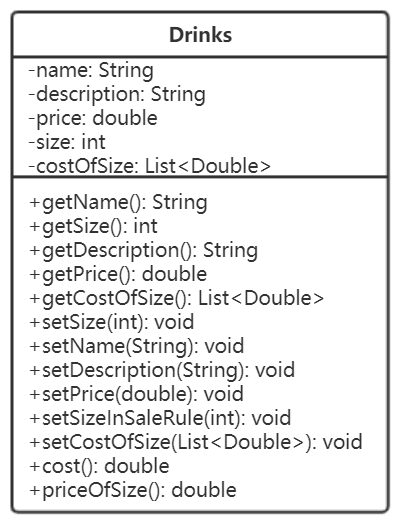 Drinks
-name: String
-description: String
-price: double
-size: int
-costOfSize: List<Double>
+getName(): String
+getSize(): int
+getDescription(): String
+getPrice(): double
+getCostOfSize(): List<Double>
+setSize(int): void
+setName(String): void
+setDescription(String): void
+setPrice(double): void
+setSizeInSaleRule(int): void
+setCostOfSize(List<Double>): void
+cost(): double
+priceOfSize(): double